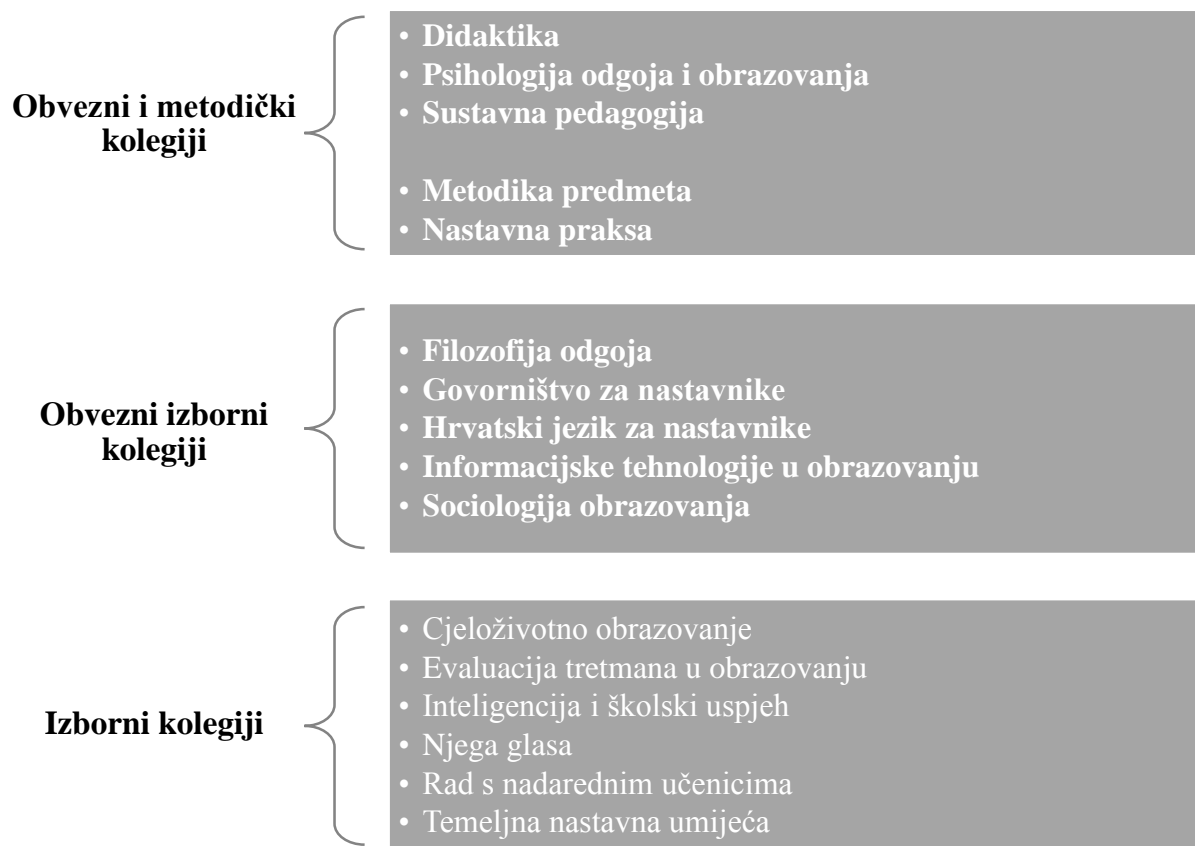 Obvezni i metodički
kolegiji
• Didaktika
• Psihologija odgoja i obrazovanja
• Sustavna pedagogija
• Metodika predmeta
• Nastavna praksa
Obvezni izborni
kolegiji
• Filozofija odgoja
• Govorništvo za nastavnike
• Hrvatski jezik za nastavnike
• Informacijske tehnologije u obrazovanju
• Sociologija obrazovanja
Izborni kolegiji
• Cjeloživotno obrazovanje
• Evaluacija tretmana u obrazovanju
• Inteligencija i školski uspjeh
• Njega glasa
• Rad s nadarednim učenicima
• Temeljna nastavna umijeća